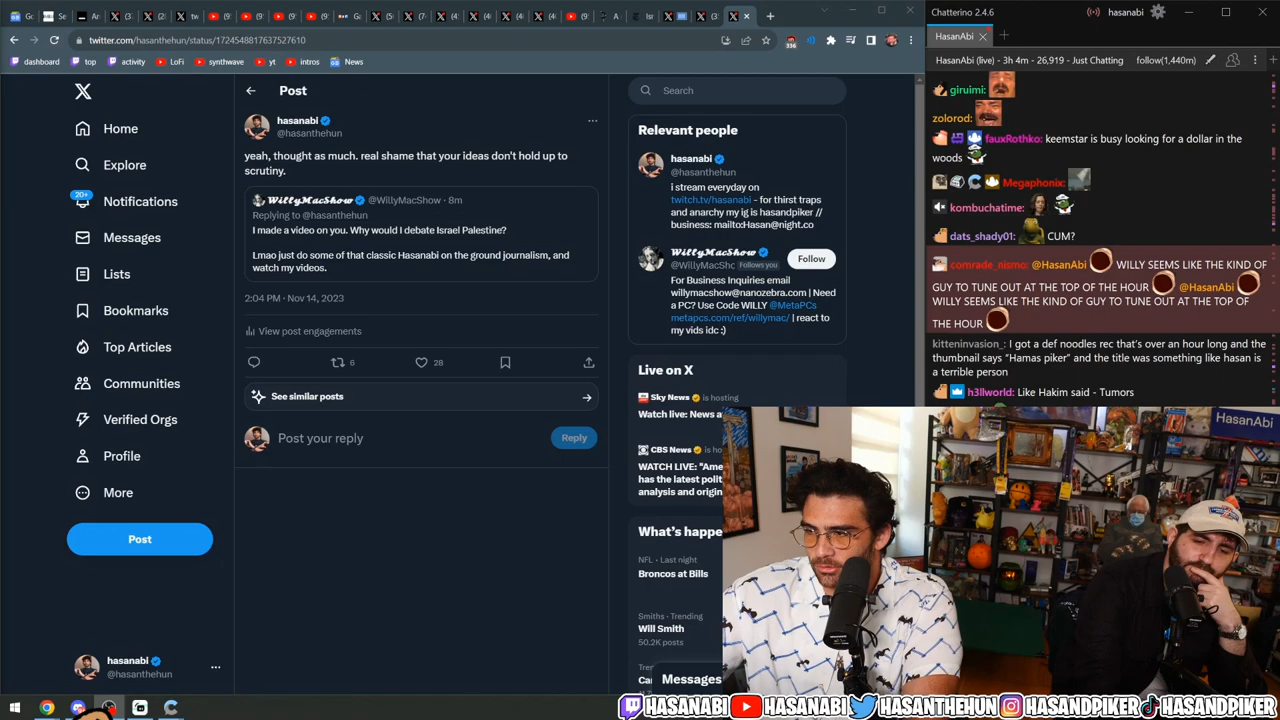 twitter.com/hasanthehun/status/1724548817637527610
dashboard top activity LoFi synthwave yt intros News
X
Home
Explore
20+
Notifications
Messages
Lists
Bookmarks
Top Articles
Communities
Verified Orgs
Profile
More
Post
hasanabi
@hasanthehun
Post
hasanabi
@hasanthehun
yeah, thought as much. real shame that your ideas don't hold up to
scrutiny.
WillyMacShow @WillyMacShow · 8m
Replying to @hasanthehun
I made a video on you. Why would I debate Israel Palestine?
Lmao just do some of that classic Hasanabi on the ground journalism, and
watch my videos.
2:04 PM · Nov 14, 2023
View post engagements
6 28
See similar posts
Post your reply
Reply
Search
Relevant people
hasanabi
@hasanthehun
i stream everyday on
twitch.tv/hasanabi - for thirst traps
and anarchy my ig is hasandpiker //
business: mailto:Hasan@night.co
WillyMacShow
@WillyMacShc Follows you
Follow
For Business Inquiries email
willymacshow@nanozebra.com | Need
a PC? Use Code WILLY @MetaPCs
metapcs.com/ref/willymac/ | react to
my vids idc :)
Live on X
Sky News is hosting
Watch live: News a
CBS News is ho
WATCH LIVE: "Ame
has the latest polit
analysis and origin
What's happe
NFL · Last night
Broncos at Bills
Smiths · Trending
Will Smith
50.2K posts
Trend
Car
Messages
Chatterino 2.4.6
hasanabi
HasanAbi
HasanAbi (live) - 3h 4m - 26,919 - Just Chatting
follow(1,440m)
giruimi:
zolorod:
fauxRothko: keemstar is busy looking for a dollar in the
woods
Megaphonix:
kombuchatime:
dats_shady01: CUM?
comrade_nismo: @HasanAbi WILLY SEEMS LIKE THE KIND OF
GUY TO TUNE OUT AT THE TOP OF THE HOUR @HasanAbi
WILLY SEEMS LIKE THE KIND OF GUY TO TUNE OUT AT THE TOP OF
THE HOUR
kitteninvasion_: I got a def noodles rec that's over an hour long and the
thumbnail says "Hamas piker" and the title was something like hasan is
a terrible person
h3llworld: Like Hakim said - Tumors
HasanAbi
HASANABI HASANABI HASANTHEHUN HASANDPIKER HASANDPIKER